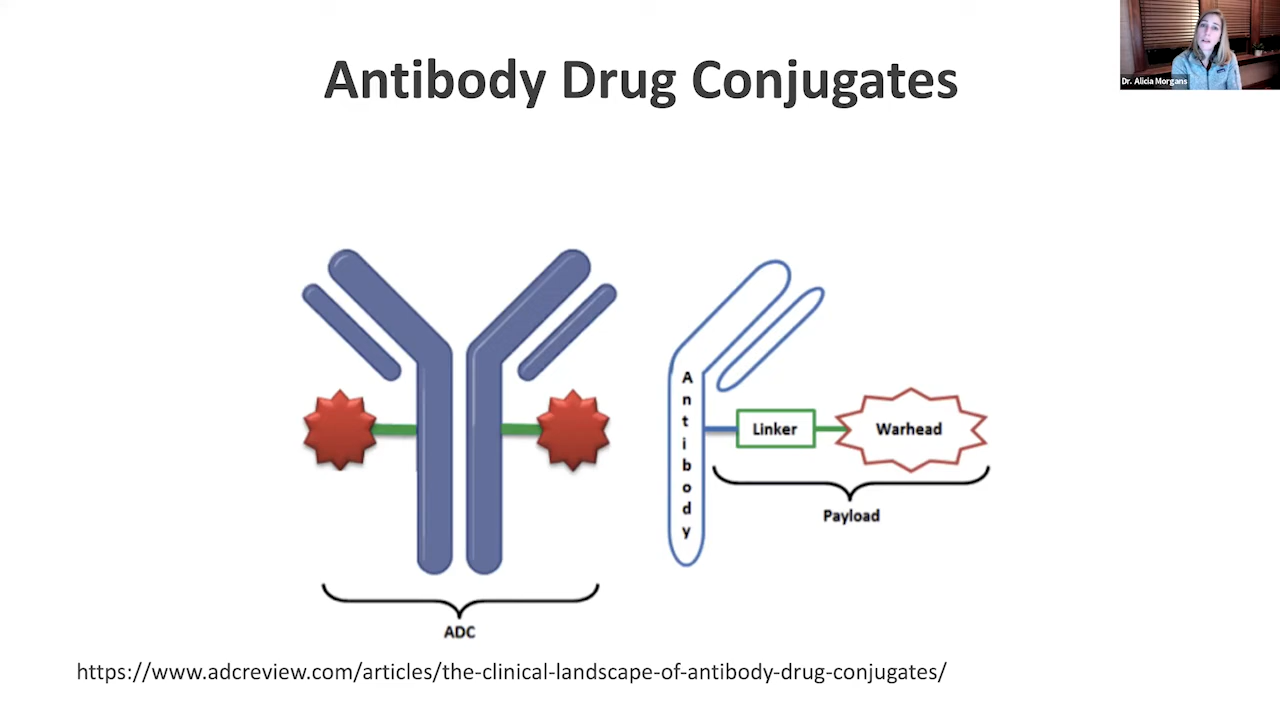 Antibody Drug Conjugates
Dr. Alicia Morgans
Antibody
Linker
Warhead
Payload
ADC
https://www.adcreview.com/articles/the-clinical-landscape-of-antibody-drug-conjugates/